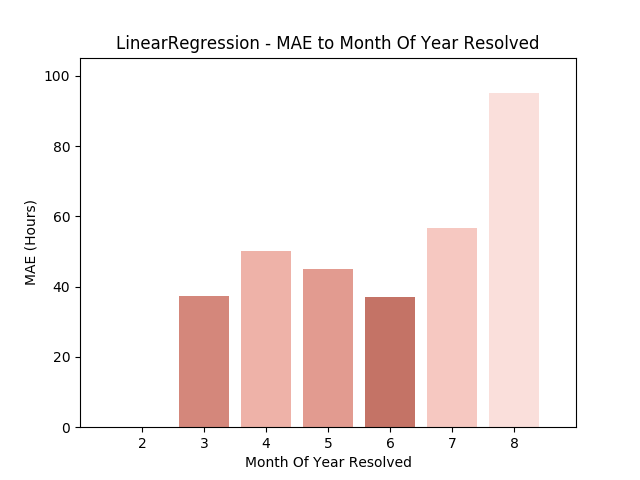 LinearRegression - MAE to Month Of Year Resolved
100
80
60
40
20
0
MAE (Hours)
2 3 4 5 6 7 8
Month Of Year Resolved